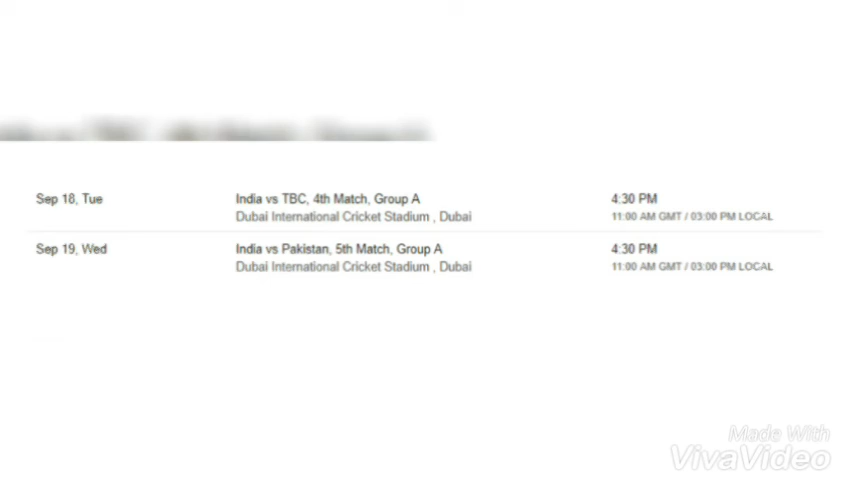 Sep 18, Tue India vs TBC, 4th Match, Group A 4:30 PM
Dubai International Cricket Stadium , Dubai 11:00 AM GMT / 03:00 PM LOCAL
Sep 19, Wed India vs Pakistan, 5th Match, Group A 4:30 PM
Dubai International Cricket Stadium , Dubai 11:00 AM GMT / 03:00 PM LOCAL
Made With
VivaVideo